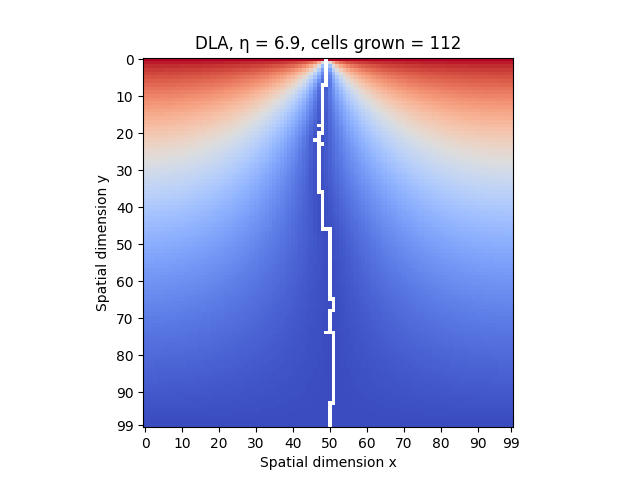 DLA, η = 6.9, cells grown = 112
0
10
20
30
40
50
60
70
80
90
99
Spatial dimension y
0 10 20 30 40 50 60 70 80 90 99
Spatial dimension x